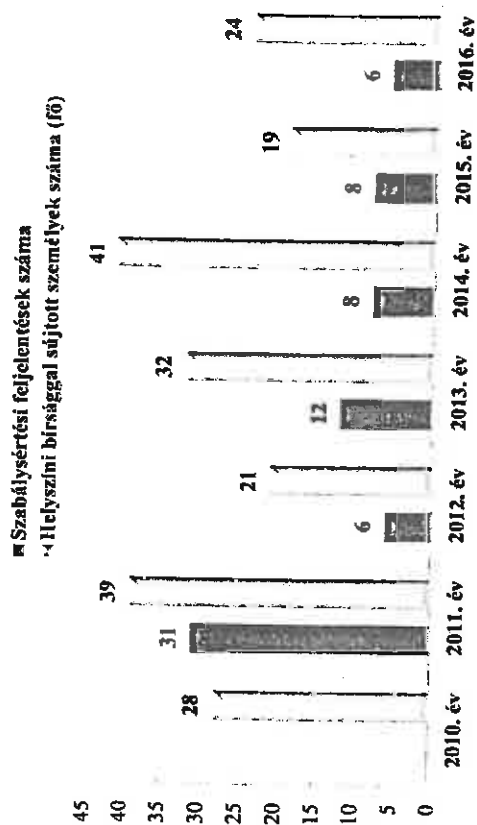 Szabálysértési feljelentések száma
Helyszíni bírsággal sújtott személyek száma (fő)
45
40
35
30
25
20
15
10
5
0
28
31
39
6
21
12
32
8
41
8
19
6
24
2010. év
2011. év
2012. év
2013. év
2014. év
2015. év
2016. év